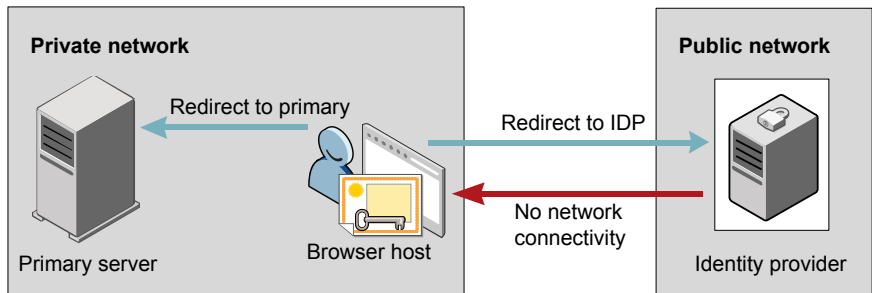 Private network
Public network
Redirect to primary
Redirect to IDP
No network
connectivity
Primary server
Browser host
Identity provider